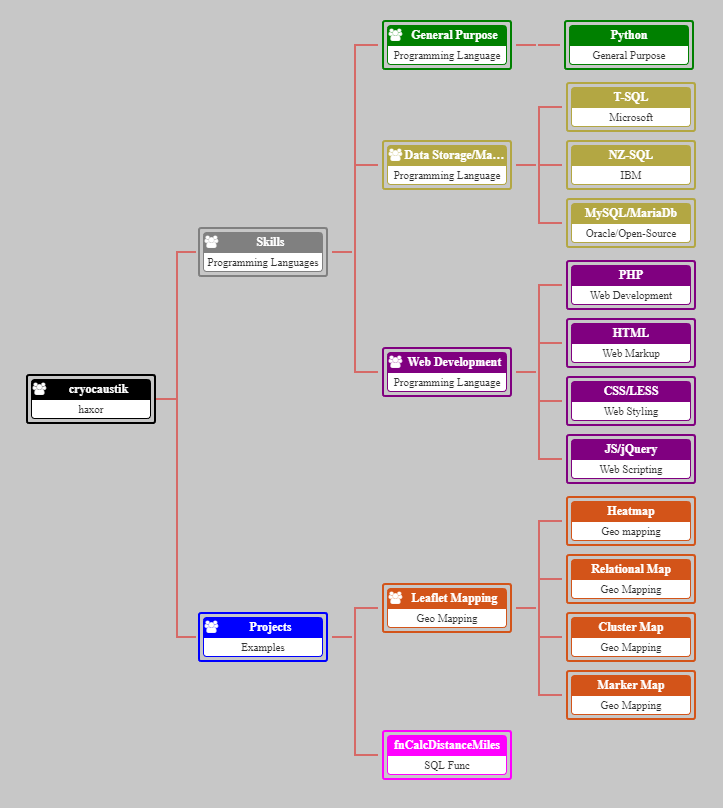 General Purpose
Programming Language
Python
General Purpose
T-SQL
Microsoft
Data Storage/Ma...
Programming Language
NZ-SQL
IBM
MySQL/MariaDb
Oracle/Open-Source
Skills
Programming Languages
PHP
Web Development
HTML
Web Markup
Web Development
Programming Language
CSS/LESS
Web Styling
JS/jQuery
Web Scripting
cryocaustik
haxor
Heatmap
Geo mapping
Relational Map
Geo Mapping
Leaflet Mapping
Geo Mapping
Cluster Map
Geo Mapping
Marker Map
Geo Mapping
Projects
Examples
fnCalcDistanceMiles
SQL Func